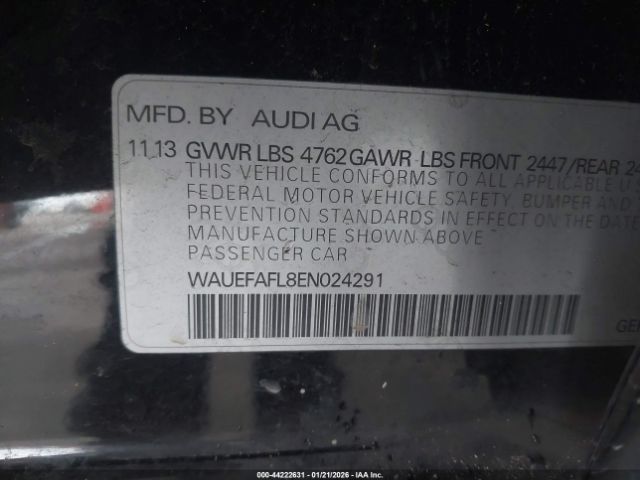 MFD. BY AUDI AG
11.13 GVWR LBS 4762 GAWR LBS FRONT 2447/REAR 24
THIS VEHICLE CONFORMS TO ALL APPLICABLE U
FEDERAL MOTOR VEHICLE SAFETY, BUMPER AND
PREVENTION STANDARDS IN EFFECT ON THE DATE
MANUFACTURE SHOWN ABOVE
PASSENGER CAR
WAUEFAFL8EN024291
GE
000-44222631 - 01/21/2026 - IAA Inc.